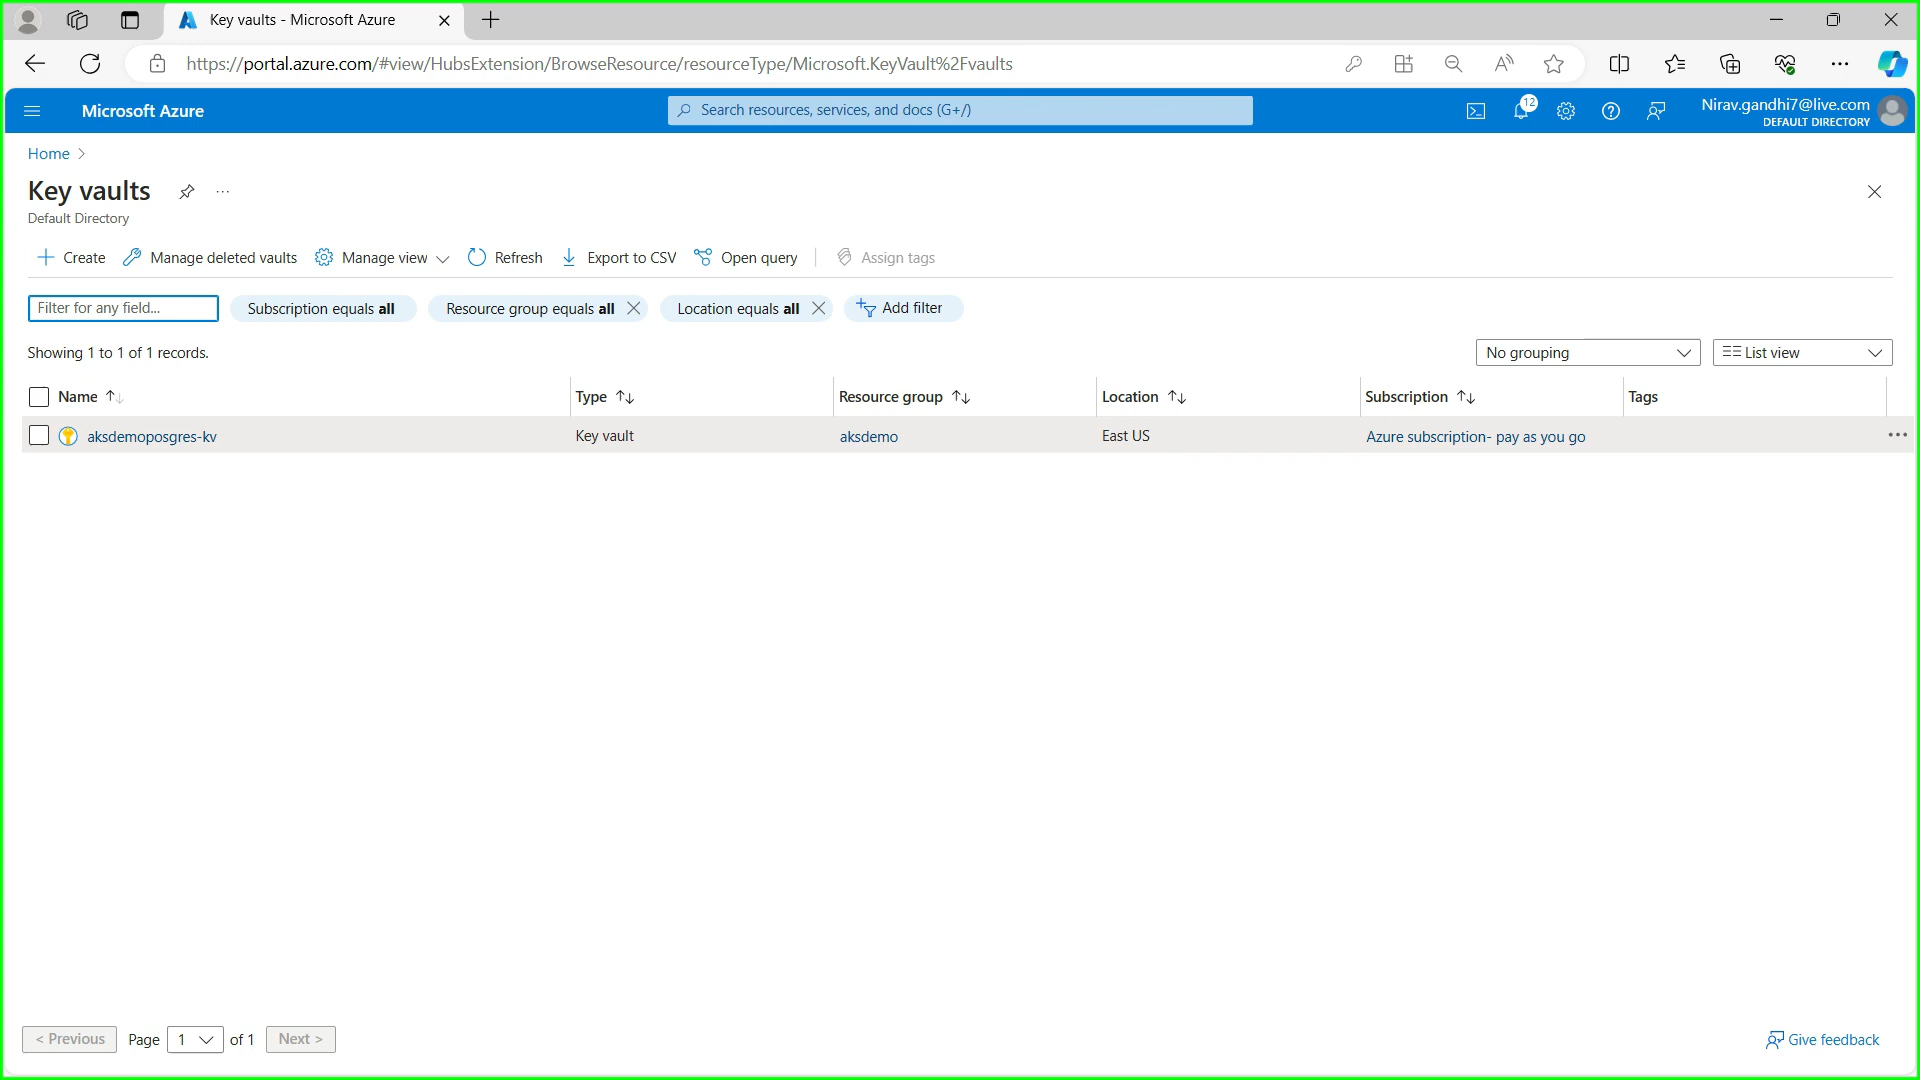 Key vaults - Microsoft Azure
https://portal.azure.com/#view/HubsExtension/BrowseResource/resourceType/Microsoft.KeyVault%2Fvaults
Microsoft Azure
Search resources, services, and docs (G+/)
12
Nirav.gandhi7@live.com
DEFAULT DIRECTORY
Home
Key vaults
Default Directory
Create Manage deleted vaults Manage view Refresh Export to CSV Open query Assign tags
Filter for any field... Subscription equals all Resource group equals all Location equals all Add filter
Showing 1 to 1 of 1 records. No grouping List view
Name Type Resource group Location Subscription Tags
aksdemoposgres-kv Key vault aksdemo East US Azure subscription- pay as you go
< Previous Page 1 of 1 Next > Give feedback